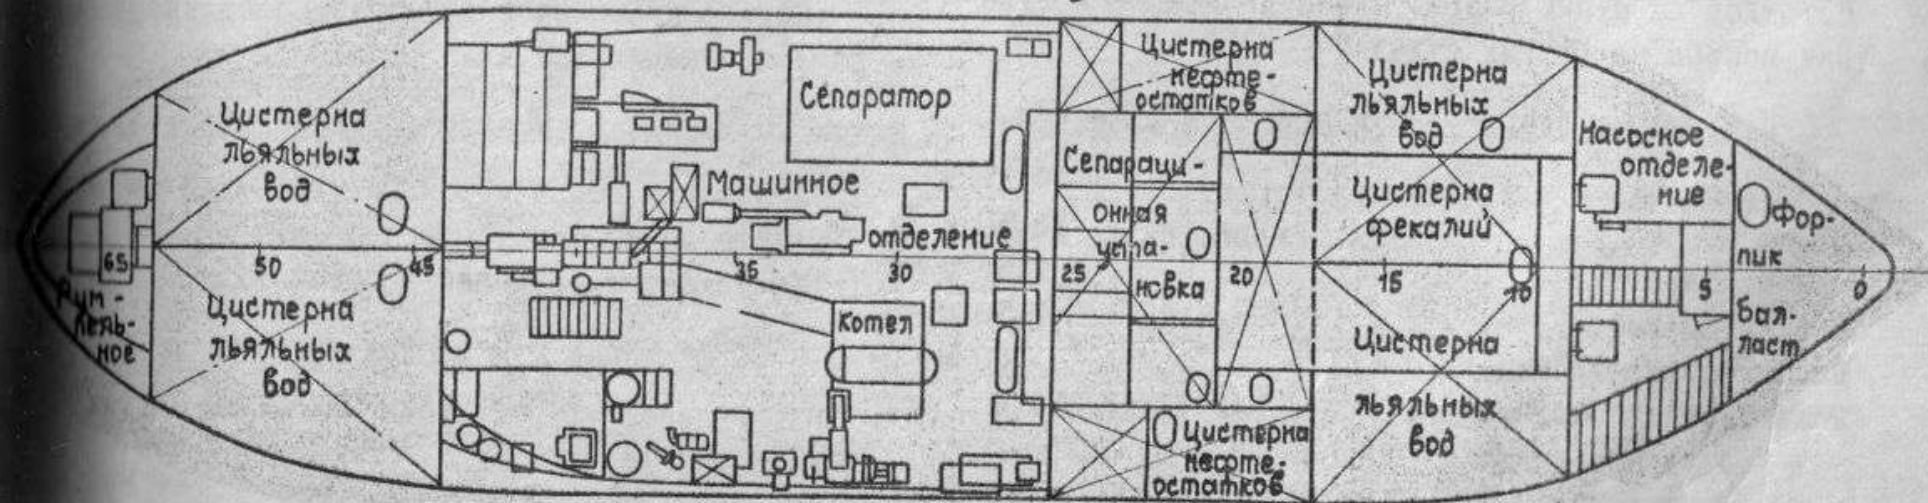 Цистерна
льяльных
вод
Цистерна
льяльных
вод
Рум-
пель-
ное
65
50
45
35
30
25
20
15
10
5
0
Сепаратор
Машинное
отделение
Котел
Цистерна
нефте-
остатков
Сепараци-
онная
уста-
новка
Цистерна
нефте-
остатков
Цистерна
льяльных
вод
Цистерна
фекалий
Цистерна
льяльных
вод
Насосное
отделе-
ние
Фор-
пик
бал-
ласт